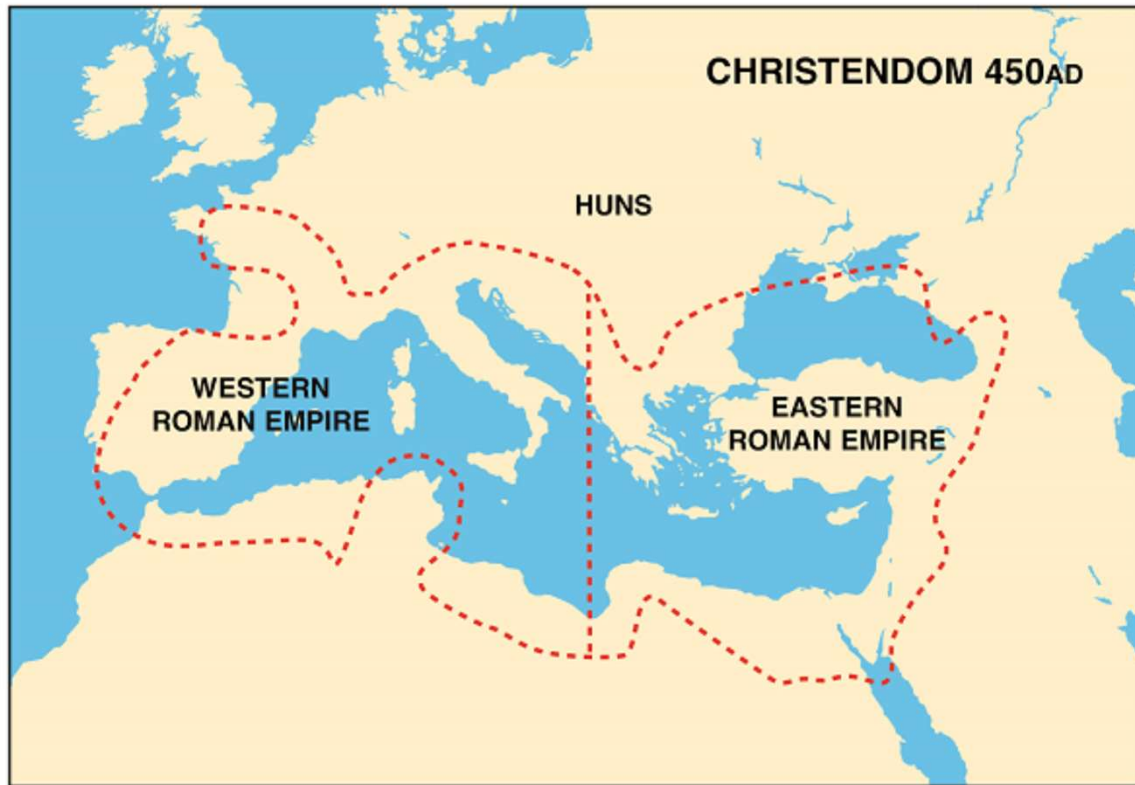 CHRISTENDOM 450AD
HUNS
WESTERN
ROMAN EMPIRE
EASTERN
ROMAN EMPIRE